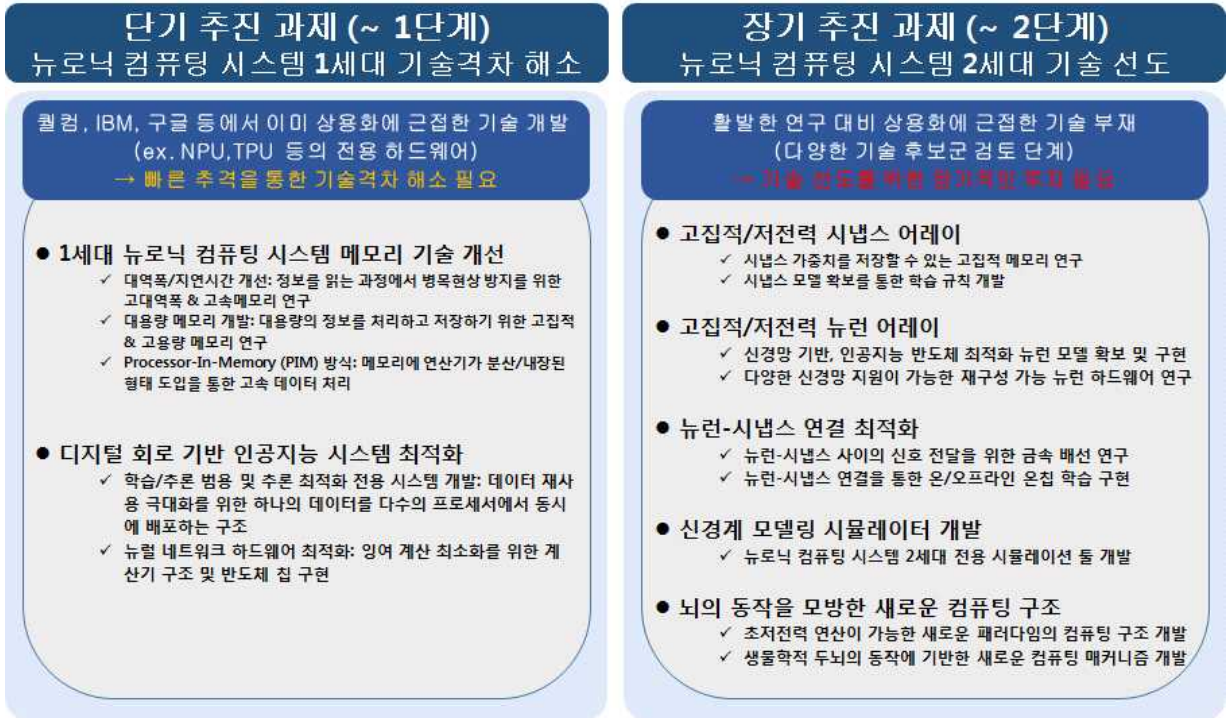 단기 추진 과제 (~ 1단계)
뉴로닉 컴퓨팅 시스템 1세대 기술격차 해소
퀄컴, IBM, 구글 등에서 이미 상용화에 근접한 기술 개발
(ex. NPU,TPU 등의 전용 하드웨어)
→ 빠른 추격을 통한 기술격차 해소 필요
● 1세대 뉴로닉 컴퓨팅 시스템 메모리 기술 개선
✓ 대역폭/지연시간 개선: 정보를 읽는 과정에서 병목현상 방지를 위한
고대역폭 & 고속메모리 연구
✓ 대용량 메모리 개발: 대용량의 정보를 처리하고 저장하기 위한 고집적
& 고용량 메모리 연구
✓ Processor-In-Memory (PIM) 방식: 메모리에 연산기가 분산/내장된
형태 도입을 통한 고속 데이터 처리
● 디지털 회로 기반 인공지능 시스템 최적화
✓ 학습/추론 범용 및 추론 최적화 전용 시스템 개발: 데이터 재사
용 극대화를 위한 하나의 데이터를 다수의 프로세서에서 동시
에 배포하는 구조
✓ 뉴럴 네트워크 하드웨어 최적화: 잉여 계산 최소화를 위한 계
산기 구조 및 반도체 칩 구현
장기 추진 과제 (~ 2단계)
뉴로닉 컴퓨팅 시스템 2세대 기술 선도
활발한 연구 대비 상용화에 근접한 기술 부재
(다양한 기술 후보군 검토 단계)
→ 기술 선도를 위한 장기적인 투자 필요
● 고집적/저전력 시냅스 어레이
✓ 시냅스 가중치를 저장할 수 있는 고집적 메모리 연구
✓ 시냅스 모델 확보를 통한 학습 규칙 개발
● 고집적/저전력 뉴런 어레이
✓ 신경망 기반, 인공지능 반도체 최적화 뉴런 모델 확보 및 구현
✓ 다양한 신경망 지원이 가능한 재구성 가능 뉴런 하드웨어 연구
● 뉴런-시냅스 연결 최적화
✓ 뉴런-시냅스 사이의 신호 전달을 위한 금속 배선 연구
✓ 뉴런-시냅스 연결을 통한 온/오프라인 온칩 학습 구현
● 신경계 모델링 시뮬레이터 개발
✓ 뉴로닉 컴퓨팅 시스템 2세대 전용 시뮬레이션 툴 개발
● 뇌의 동작을 모방한 새로운 컴퓨팅 구조
✓ 초저전력 연산이 가능한 새로운 패러다임의 컴퓨팅 구조 개발
✓ 생물학적 두뇌의 동작에 기반한 새로운 컴퓨팅 매커니즘 개발